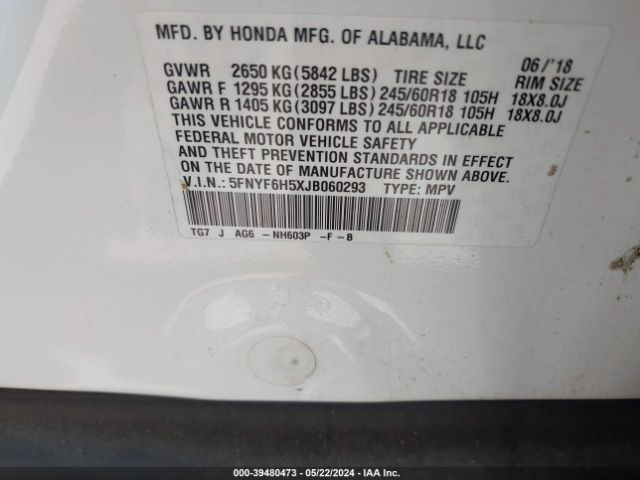 MFD. BY HONDA MFG. OF ALABAMA, LLC
06/'18
GVWR 2650 KG(5842 LBS) TIRE SIZE RIM SIZE
GAWR F 1295 KG(2855 LBS)245/60R18 105H 18X8.0J
GAWR R 1405 KG(3097 LBS)245/60R18 105H 18X8.0J
THIS VEHICLE CONFORMS TO ALL APPLICABLE
FEDERAL MOTOR VEHICLE SAFETY
AND THEFT PREVENTION STANDARDS IN EFFECT
ON THE DATE OF MANUFACTURE SHOWN ABOVE.
V.I.N.:5FNYF6H5XJB060293 TYPE: MPV
TG7 J AG6 -NH603P -F-B
000-39480473 - 05/22/2024 - IAA Inc.